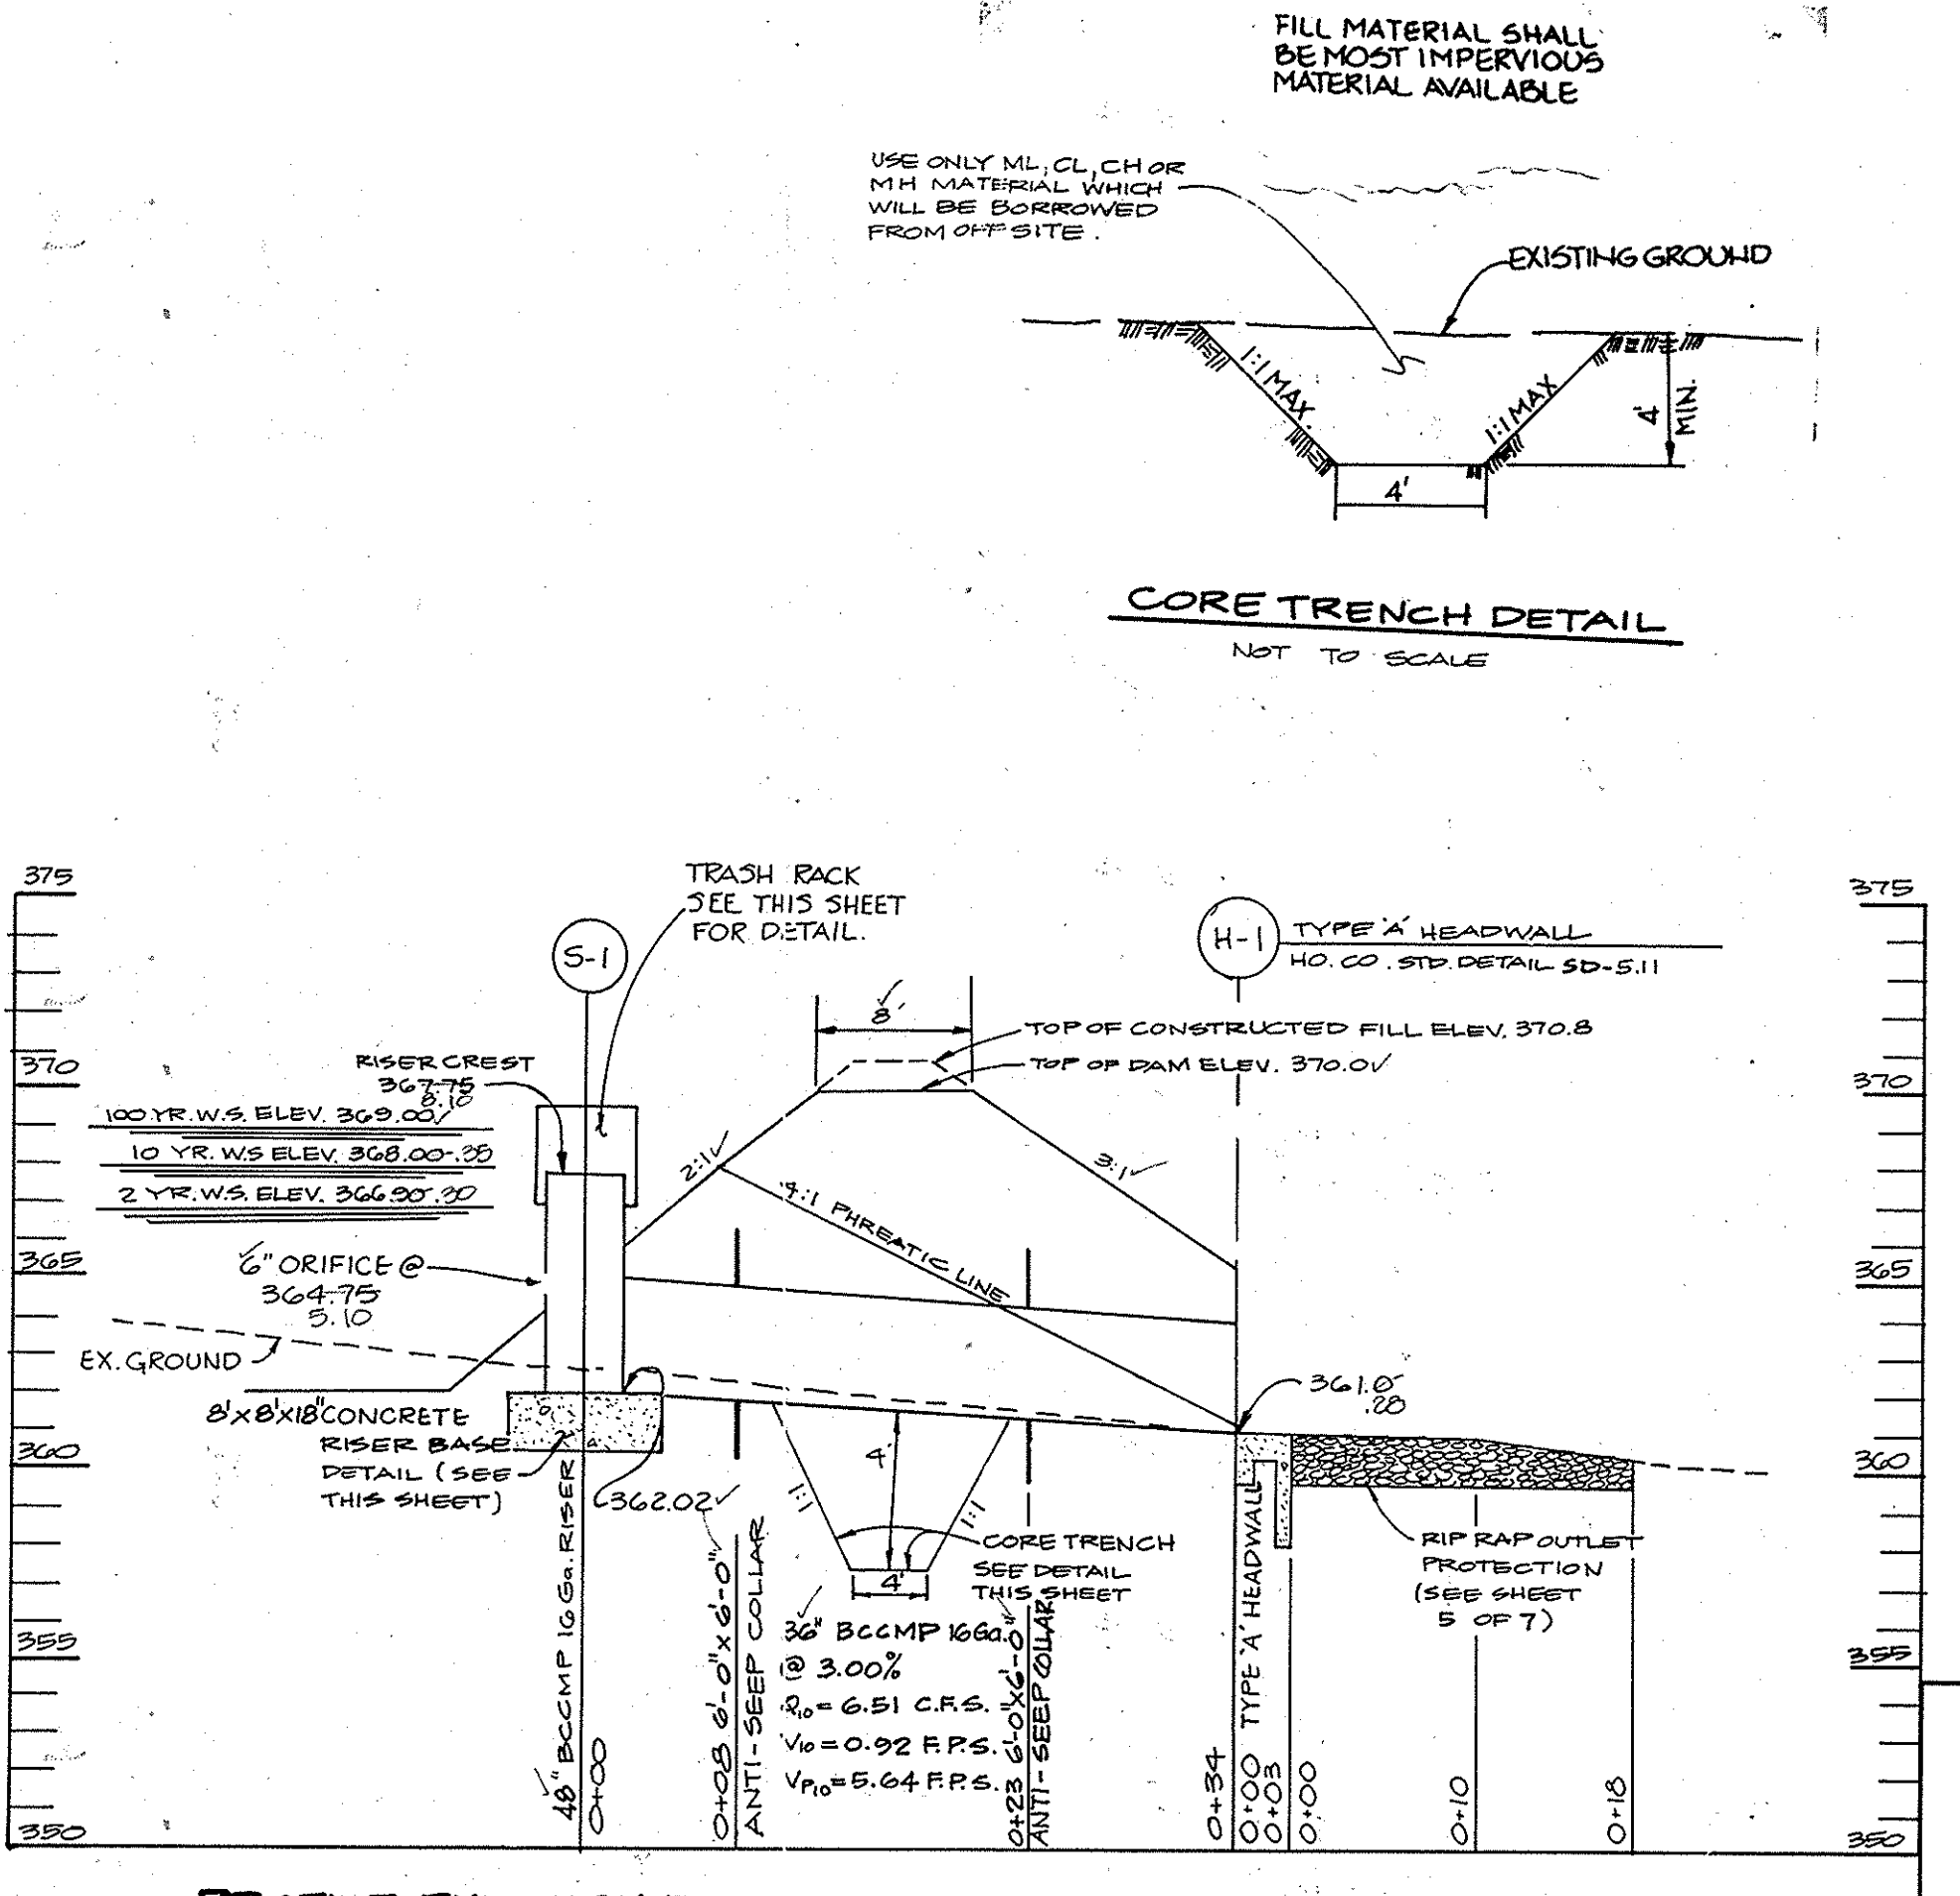 FILL MATERIAL SHALL
BE MOST IMPERVIOUS
MATERIAL AVAILABLE
USE ONLY ML, CL, CH OR
MH MATERIAL WHICH
WILL BE BORROWED
FROM OFF SITE.
EXISTING GROUND
1:1 MAX.
1:1 MAX
4'
MIN.
4'
CORE TRENCH DETAIL
NOT TO SCALE
375
370
365
360
355
350
TRASH RACK
SEE THIS SHEET
FOR DETAIL.
S-1
H-1
TYPE 'A' HEADWALL
HO. CO. STD. DETAIL SD-5.11
8'
TOP OF CONSTRUCTED FILL ELEV. 370.8
TOP OF DAM ELEV. 370.0✓
RISER CREST
367.75
8.10
100 YR. W.S. ELEV. 369.00✓
10 YR. W.S ELEV. 368.00 .35
2 YR. W.S. ELEV. 366.90 .30
2:1✓
3:1✓
4:1 PHREATIC LINE
✓6" ORIFICE @
364.75
5.10
EX. GROUND
8'x8'x18" CONCRETE
RISER BASE
DETAIL (SEE
THIS SHEET)
362.02✓
361.0
.28
4'
1:1
1:1
4'
CORE TRENCH
SEE DETAIL
THIS SHEET
RIP RAP OUTLET
PROTECTION
(SEE SHEET
5 OF 7)
36" BCCMP 16Ga.
@ 3.00%
Q10 = 6.51 C.F.S.
V10 = 0.92 F.P.S.
VP10 = 5.64 F.P.S.
✓48" BCCMP 16Ga. RISER
0+00
0+08 6'-0" x 6'-0"
ANTI-SEEP COLLAR
0+23 6'-0"x6'-0"
ANTI-SEEP COLLAR
0+34
0+00 TYPE 'A' HEADWALL
0+03
0+00
0+10
0+18
375
370
365
360
355
350